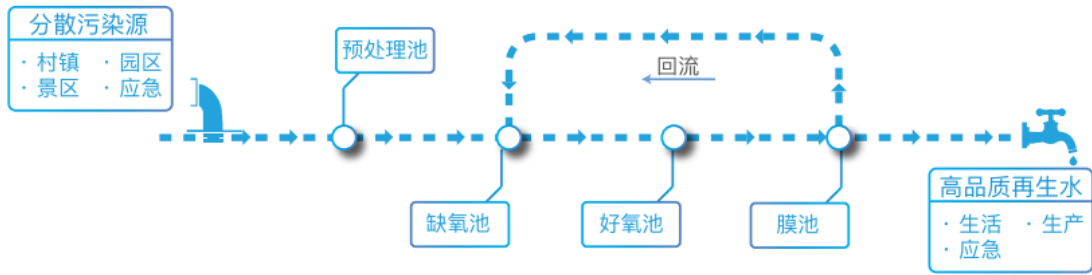 分散污染源
· 村镇 · 园区
· 景区 · 应急
预处理池
回流
缺氧池
好氧池
膜池
高品质再生水
· 生活 · 生产
· 应急